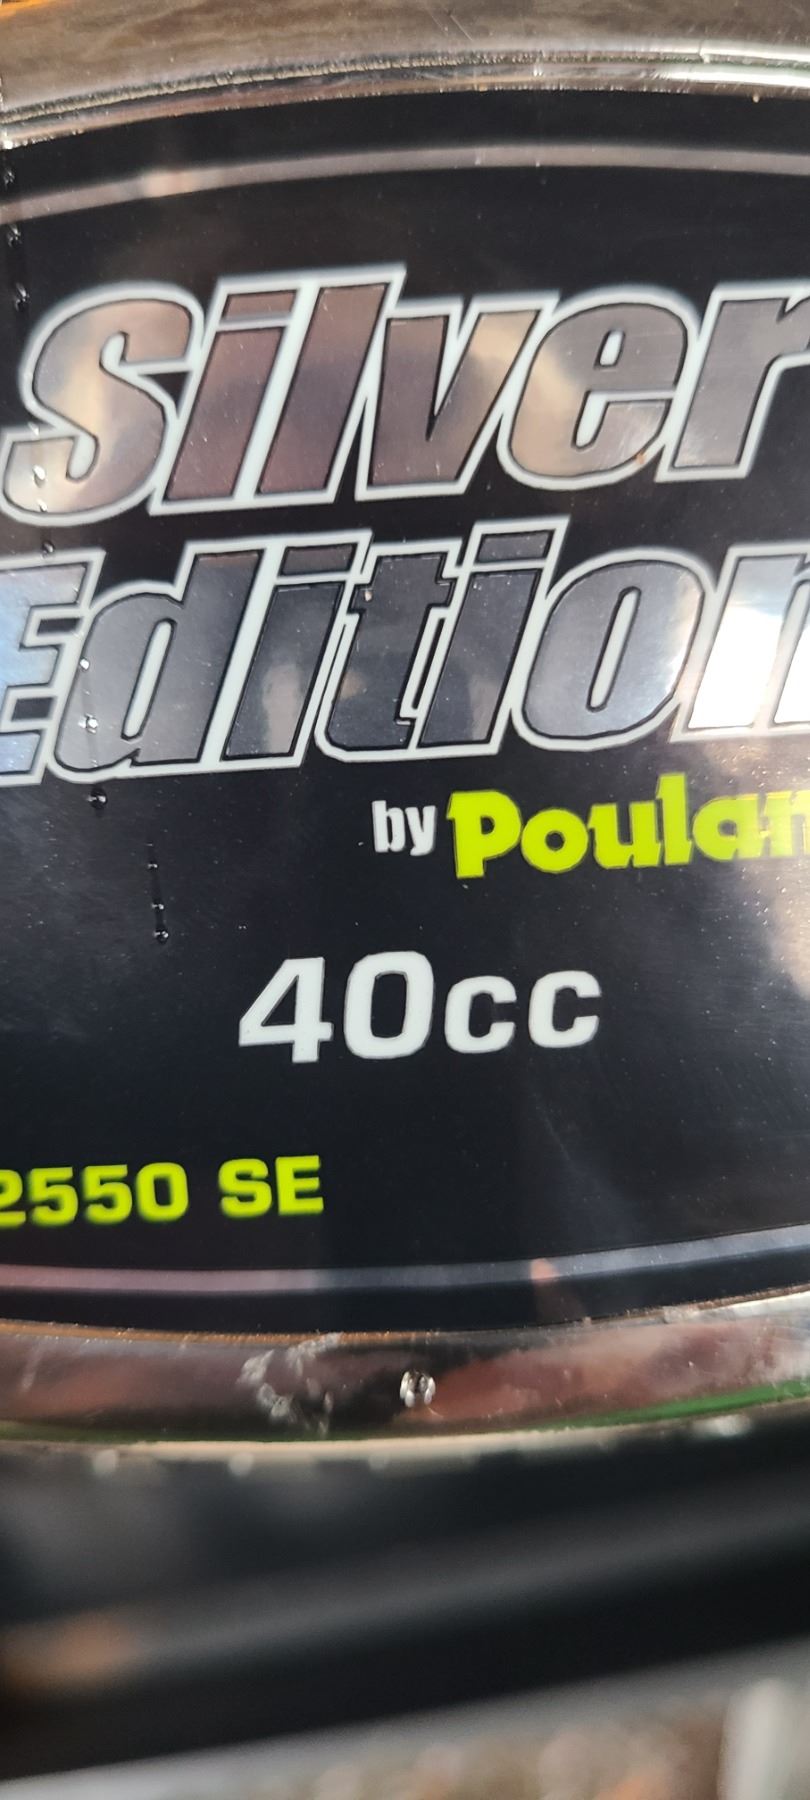 Silver
Edition
by Poulan
40cc
2550 SE